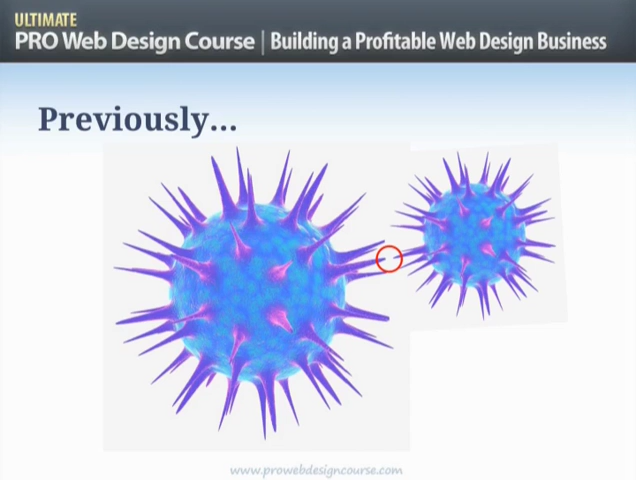 ULTIMATE
PRO Web Design Course | Building a Profitable Web Design Business
Previously...
www.prowebdesigncourse.com